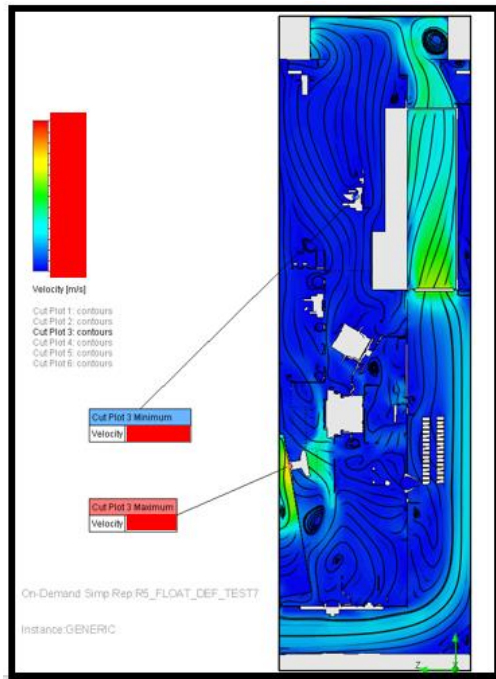 Velocity [m/s]
Cut Plot 1: contours
Cut Plot 2: contours
Cut Plot 3: contours
Cut Plot 4: contours
Cut Plot 5: contours
Cut Plot 6: contours
Cut Plot 3 Minimum
Velocity
Cut Plot 3 Maximum
Velocity
On-Demand Simp Rep:R5_FLOAT_DEF_TEST7
Instance:GENERIC
Z